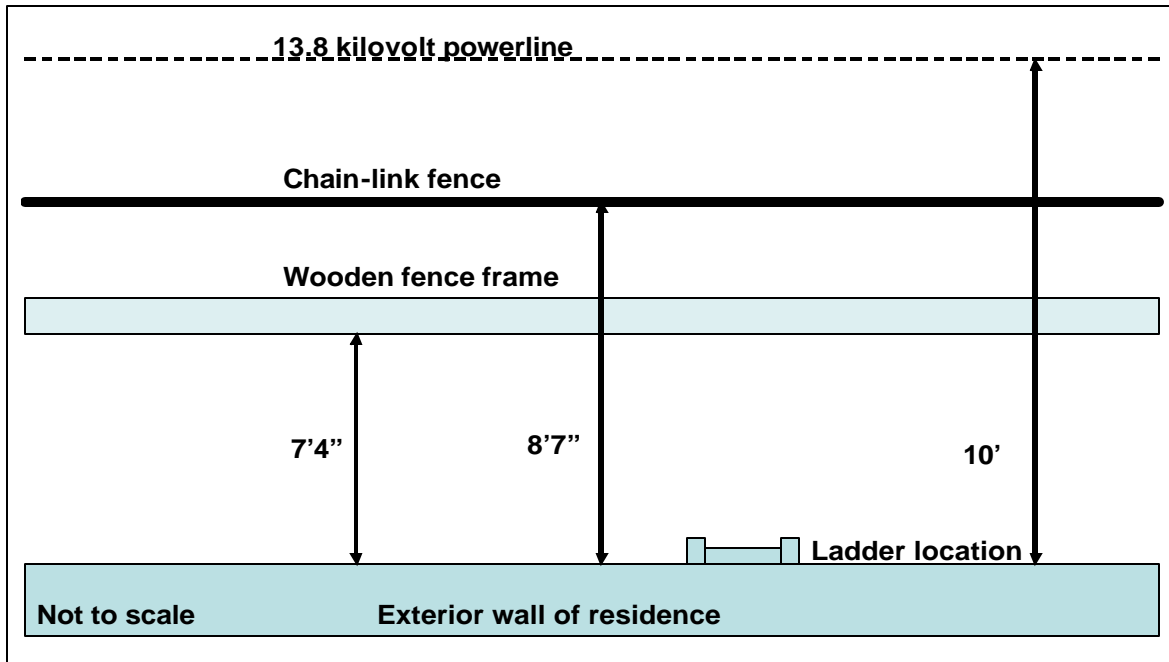 13.8 kilovolt powerline
Chain-link fence
Wooden fence frame
7’4”
8’7”
10’
Ladder location
Not to scale
Exterior wall of residence